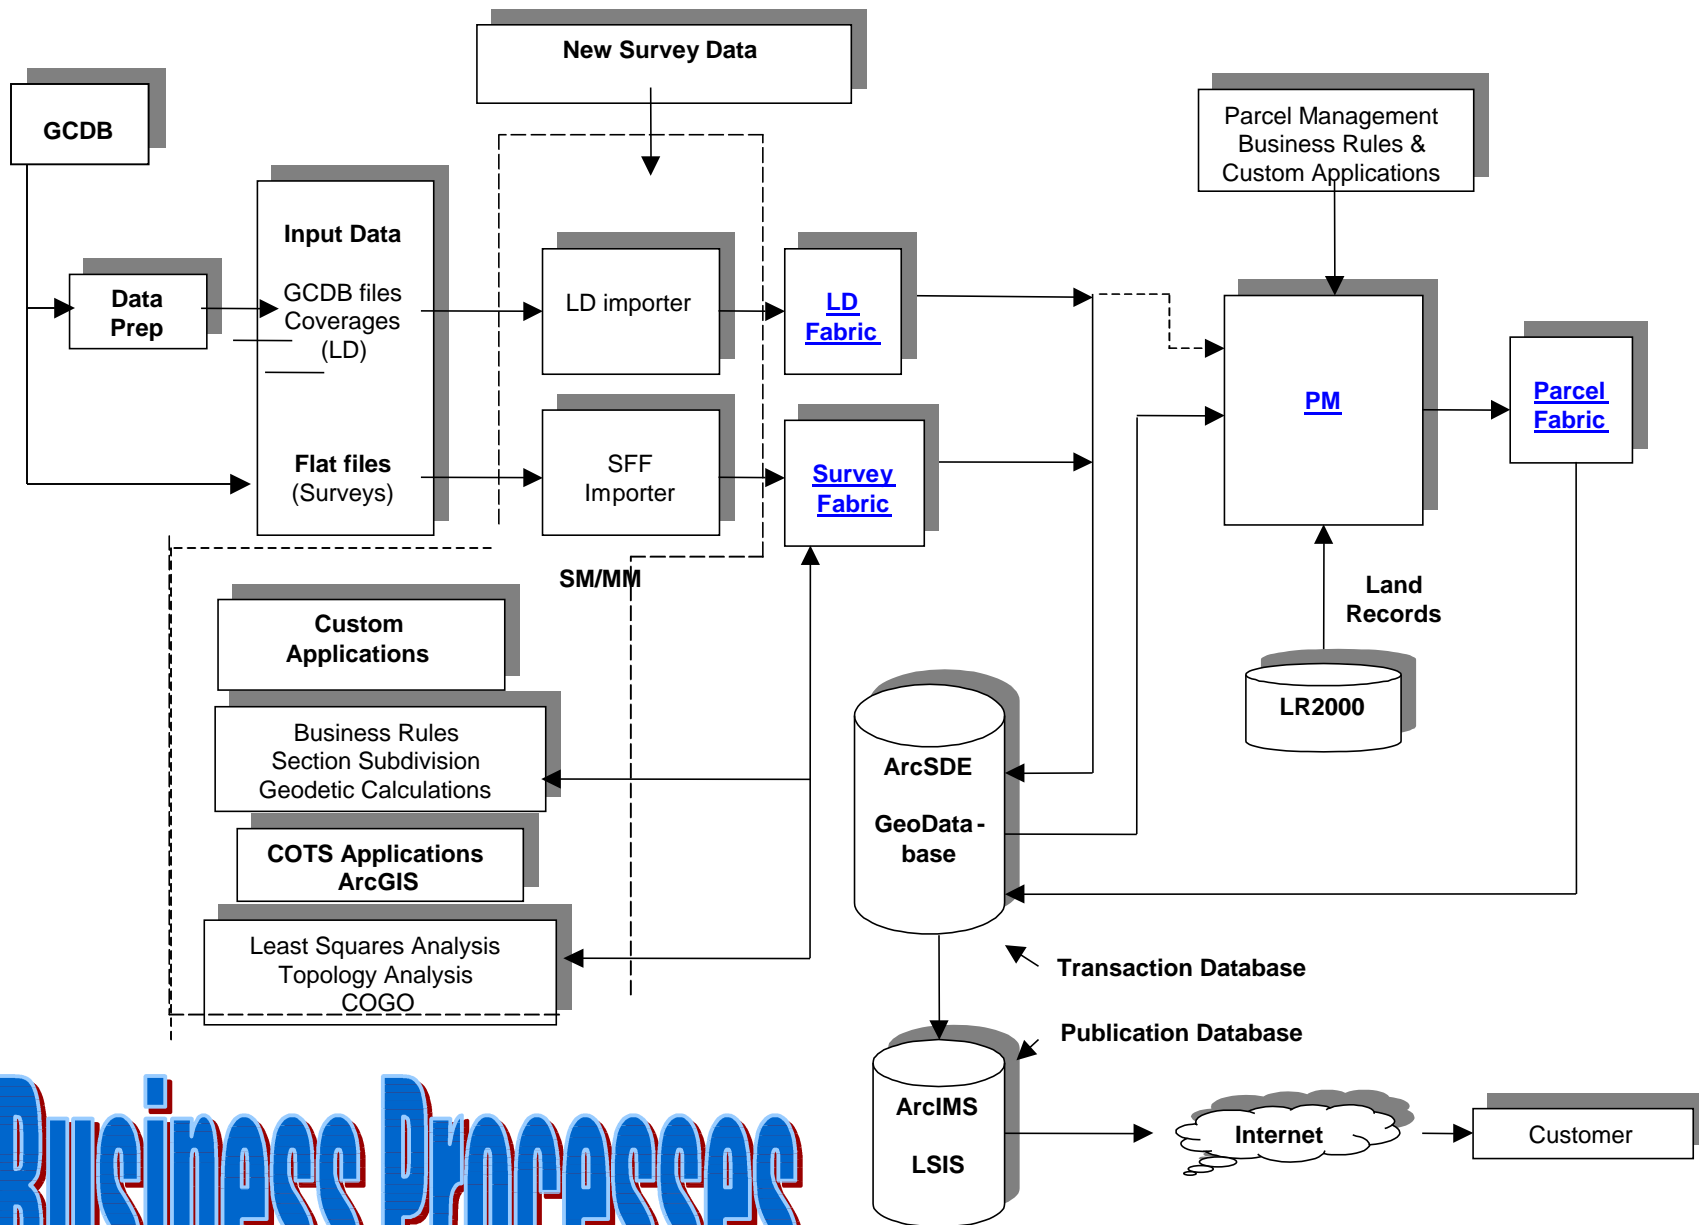 New Survey Data
GCDB
Parcel Management
Business Rules &
Custom Applications
Input Data
GCDB files
Coverages
(LD)
Data
Prep
LD importer
LD
Fabric
PM
Parcel
Fabric
Flat files
(Surveys)
SFF
Importer
Survey
Fabric
SM/MM
Land
Records
LR2000
Custom
Applications
Business Rules
Section Subdivision
Geodetic Calculations
COTS Applications
ArcGIS
Least Squares Analysis
Topology Analysis
COGO
ArcSDE
GeoData-
base
Transaction Database
Publication Database
ArcIMS
LSIS
Internet
Customer
Business Processes